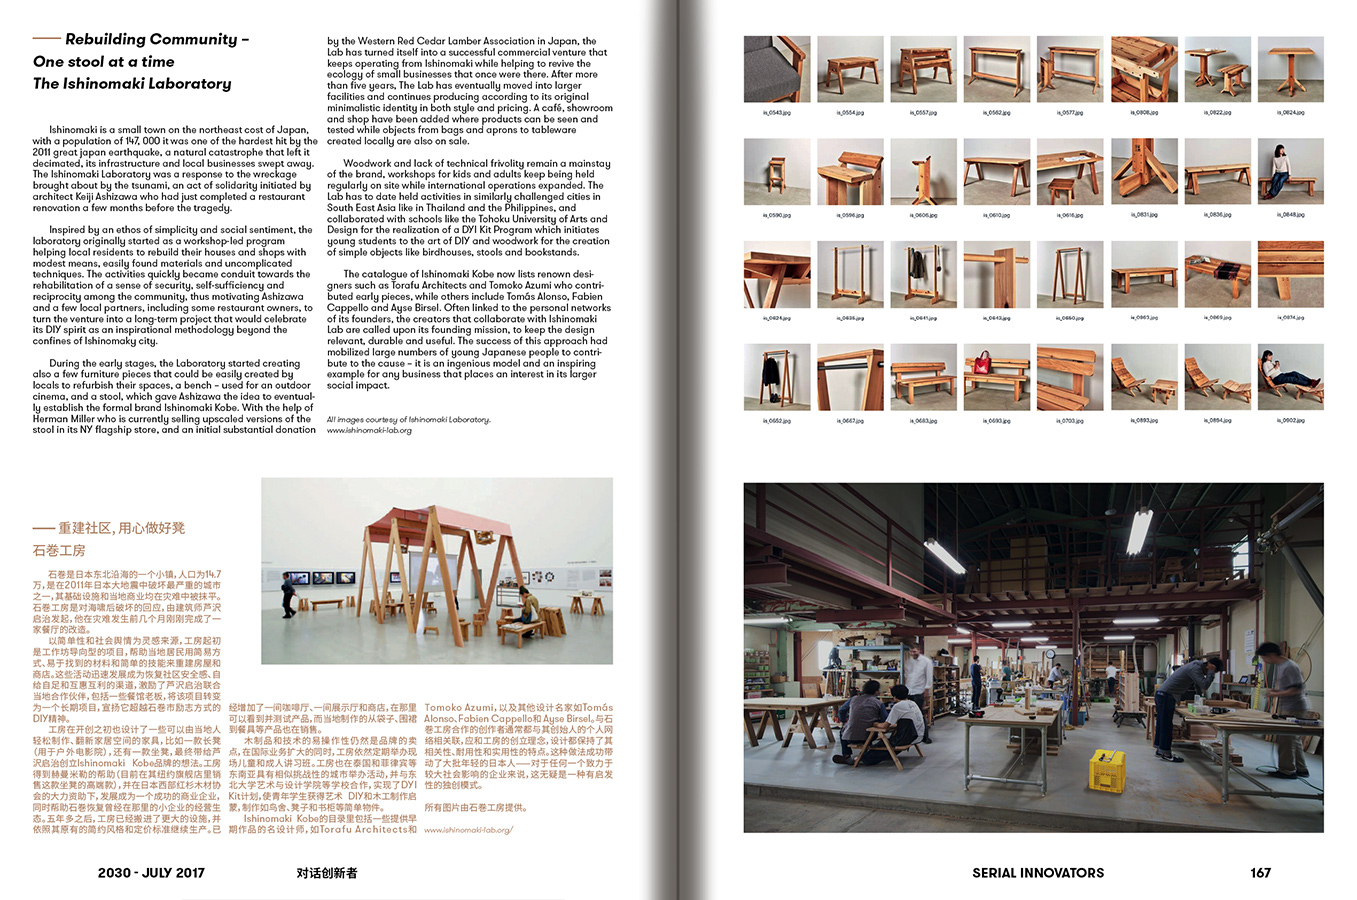 Rebuilding Community –
One stool at a time
The Ishinomaki Laboratory
Ishinomaki is a small town on the northeast cost of Japan,
with a population of 147, 000 it was one of the hardest hit by the
2011 great japan earthquake, a natural catastrophe that left it
decimated, its infrastructure and local businesses swept away.
The Ishinomaki Laboratory was a response to the wreckage
brought about by the tsunami, an act of solidarity initiated by
architect Keiji Ashizawa who had just completed a restaurant
renovation a few months before the tragedy.
Inspired by an ethos of simplicity and social sentiment, the
laboratory originally started as a workshop-led program
helping local residents to rebuild their houses and shops with
modest means, easily found materials and uncomplicated
techniques. The activities quickly became conduit towards the
rehabilitation of a sense of security, self-sufficiency and
reciprocity among the community, thus motivating Ashizawa
and a few local partners, including some restaurant owners, to
turn the venture into a long-term project that would celebrate
its DIY spirit as an inspirational methodology beyond the
confines of Ishinomaky city.
During the early stages, the Laboratory started creating
also a few furniture pieces that could be easily created by
locals to refurbish their spaces, a bench – used for an outdoor
cinema, and a stool, which gave Ashizawa the idea to eventual-
ly establish the formal brand Ishinomaki Kobe. With the help of
Herman Miller who is currently selling upscaled versions of the
stool in its NY flagship store, and an initial substantial donation
by the Western Red Cedar Lamber Association in Japan, the
Lab has turned itself into a successful commercial venture that
keeps operating from Ishinomaki while helping to revive the
ecology of small businesses that once were there. After more
than five years, The Lab has eventually moved into larger
facilities and continues producing according to its original
minimalistic identity in both style and pricing. A café, showroom
and shop have been added where products can be seen and
tested while objects from bags and aprons to tableware
created locally are also on sale.
Woodwork and lack of technical frivolity remain a mainstay
of the brand, workshops for kids and adults keep being held
regularly on site while international operations expanded. The
Lab has to date held activities in similarly challenged cities in
South East Asia like in Thailand and the Philippines, and
collaborated with schools like the Tohoku University of Arts and
Design for the realization of a DYI Kit Program which initiates
young students to the art of DIY and woodwork for the creation
of simple objects like birdhouses, stools and bookstands.
The catalogue of Ishinomaki Kobe now lists renown desi-
gners such as Torafu Architects and Tomoko Azumi who contri-
buted early pieces, while others include Tomás Alonso, Fabien
Cappello and Ayse Birsel. Often linked to the personal networks
of its founders, the creators that collaborate with Ishinomaki
Lab are called upon its founding mission, to keep the design
relevant, durable and useful. The success of this approach had
mobilized large numbers of young Japanese people to contri-
bute to the cause – it is an ingenious model and an inspiring
example for any business that places an interest in its larger
social impact.
All images courtesy of Ishinomaki Laboratory.
www.ishinomaki-lab.org
重建社区, 用心做好凳
石巻工房
石巻是日本东北沿海的一个小镇,人口为14.7
万,是在2011年日本大地震中破坏最严重的城市
之一,其基础设施和当地商业均在灾难中被抹平。
石巻工房是对海啸后破坏的回应,由建筑师芦沢
启治发起,他在灾难发生前几个月刚刚完成了一
家餐厅的改造。
以简单性和社会舆情为灵感来源,工房起初
是工作坊导向型的项目,帮助当地居民用简易方
式、易于找到的材料和简单的技能来重建房屋和
商店。这些活动迅速发展成为恢复社区安全感、自
给自足和互惠互利的渠道,激励了芦沢启治联合
当地合作伙伴,包括一些餐馆老板,将该项目转变
为一个长期项目,宣扬它超越石巻市励志方式的
DIY精神。
工房在开创之初也设计了一些可以由当地人
轻松制作、翻新家居空间的家具,比如一款长凳
(用于户外电影院),还有一款坐凳,最终带给芦
沢启治创立Ishinomaki Kobe品牌的想法。工房
得到赫曼米勒的帮助(目前在其纽约旗舰店里销
售这款坐凳的高端款),并在日本西部红杉木材协
会的大力资助下,发展成为一个成功的商业企业,
同时帮助石巻恢复曾经在那里的小企业的经营生
态。五年多之后,工房已经搬进了更大的设施,并
依照其原有的简约风格和定价标准继续生产。已
经增加了一间咖啡厅、一间展示厅和商店,在那里
可以看到并测试产品,而当地制作的从袋子、围裙
到餐具等产品也在销售。
木制品和技术的易操作性仍然是品牌的卖
点,在国际业务扩大的同时,工房依然定期举办现
场儿童和成人讲习班。工房也在泰国和菲律宾等
东南亚具有相似挑战性的城市举办活动,并与东
北大学艺术与设计学院等学校合作,实现了DYI
Kit计划,使青年学生获得艺术 DIY和木工制作启
蒙,制作如鸟舍、凳子和书柜等简单物件。
Ishinomaki Kobe的目录里包括一些提供早
期作品的名设计师,如Torafu Architects和
Tomoko Azumi,以及其他设计名家如Tomás
Alonso、Fabien Cappello和 Ayse Birsel。与石
巻工房合作的创作者通常都与其创始人的个人网
络相关联,应和工房的创立理念,设计都保持了其
相关性、耐用性和实用性的特点。这种做法成功带
动了大批年轻的日本人——对于任何一个致力于
较大社会影响的企业来说,这无疑是一种有启发
性的独创模式。
所有图片由石巻工房提供。
www.ishinomaki-lab.org/
2030 - JULY 2017
对话创新者
is_0543.jpg
is_0554.jpg
is_0557.jpg
is_0562.jpg
is_0577.jpg
is_0808.jpg
is_0822.jpg
is_0824.jpg
is_0590.jpg
is_0596.jpg
is_0606.jpg
is_0610.jpg
is_0616.jpg
is_0831.jpg
is_0836.jpg
is_0848.jpg
is_0624.jpg
is_0638.jpg
is_0641.jpg
is_0643.jpg
is_0650.jpg
is_0863.jpg
is_0869.jpg
is_0874.jpg
is_0652.jpg
is_0667.jpg
is_0683.jpg
is_0693.jpg
is_0703.jpg
is_0893.jpg
is_0894.jpg
is_0902.jpg
SERIAL INNOVATORS
167